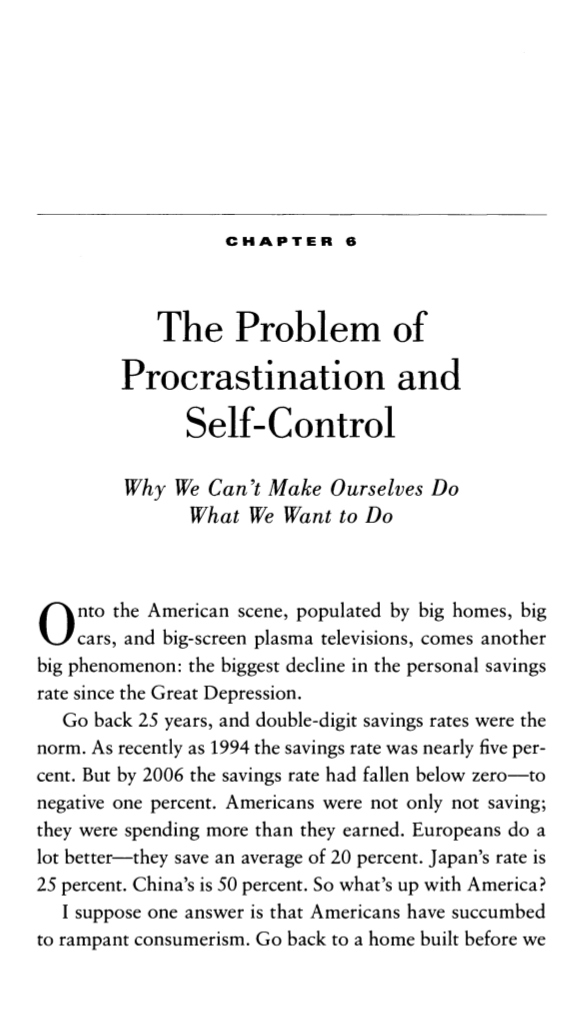 CHAPTER 6
The Problem of
Procrastination and
Self-Control
Why We Can't Make Ourselves Do
What We Want to Do
Onto the American scene, populated by big homes, big
cars, and big-screen plasma televisions, comes another
big phenomenon: the biggest decline in the personal savings
rate since the Great Depression.
Go back 25 years, and double-digit savings rates were the
norm. As recently as 1994 the savings rate was nearly five per-
cent. But by 2006 the savings rate had fallen below zero—to
negative one percent. Americans were not only not saving;
they were spending more than they earned. Europeans do a
lot better—they save an average of 20 percent. Japan's rate is
25 percent. China's is 50 percent. So what's up with America?
I suppose one answer is that Americans have succumbed
to rampant consumerism. Go back to a home built before we